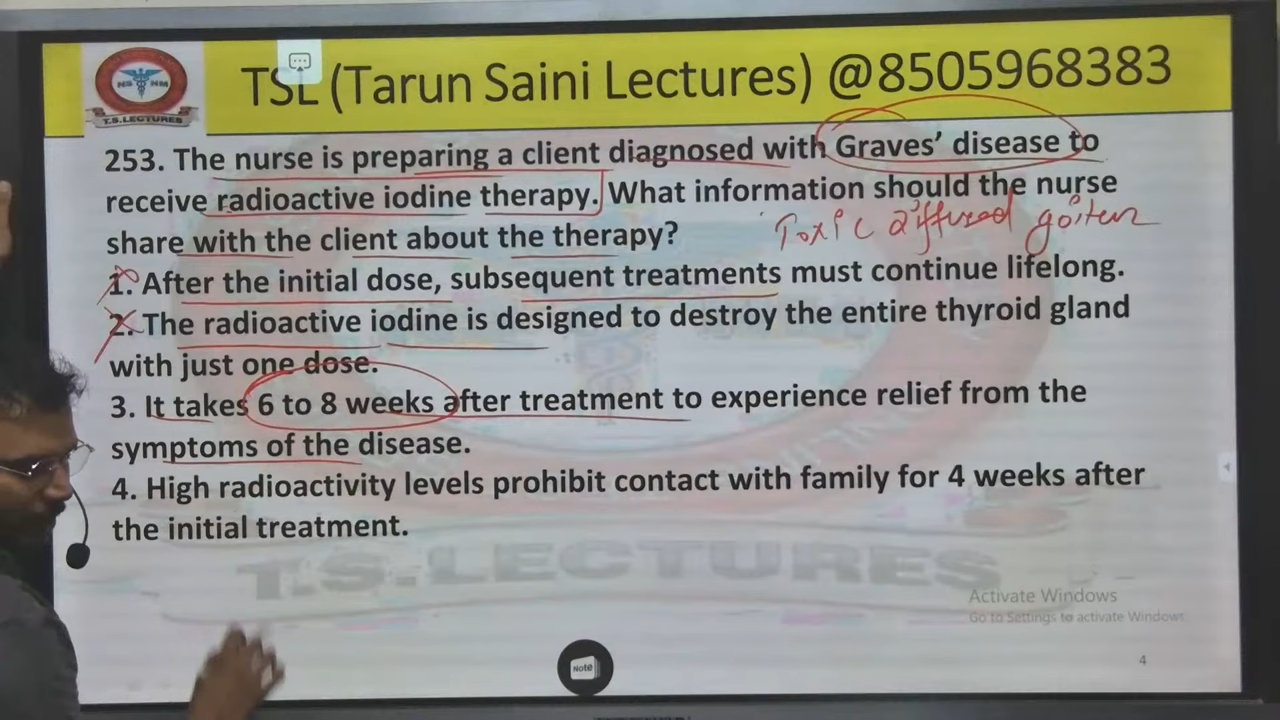 TSL (Tarun Saini Lectures) @8505968383
NS NM
T.S.LECTURES
253. The nurse is preparing a client diagnosed with Graves' disease to
receive radioactive iodine therapy. What information should the nurse
share with the client about the therapy?
Toxic diffused goiter
1. After the initial dose, subsequent treatments must continue lifelong.
2. The radioactive iodine is designed to destroy the entire thyroid gland
with just one dose.
3. It takes 6 to 8 weeks after treatment to experience relief from the
symptoms of the disease.
4. High radioactivity levels prohibit contact with family for 4 weeks after
the initial treatment.
T.S.LECTURES
Activate Windows
Go to Settings to activate Windows.
Note
4